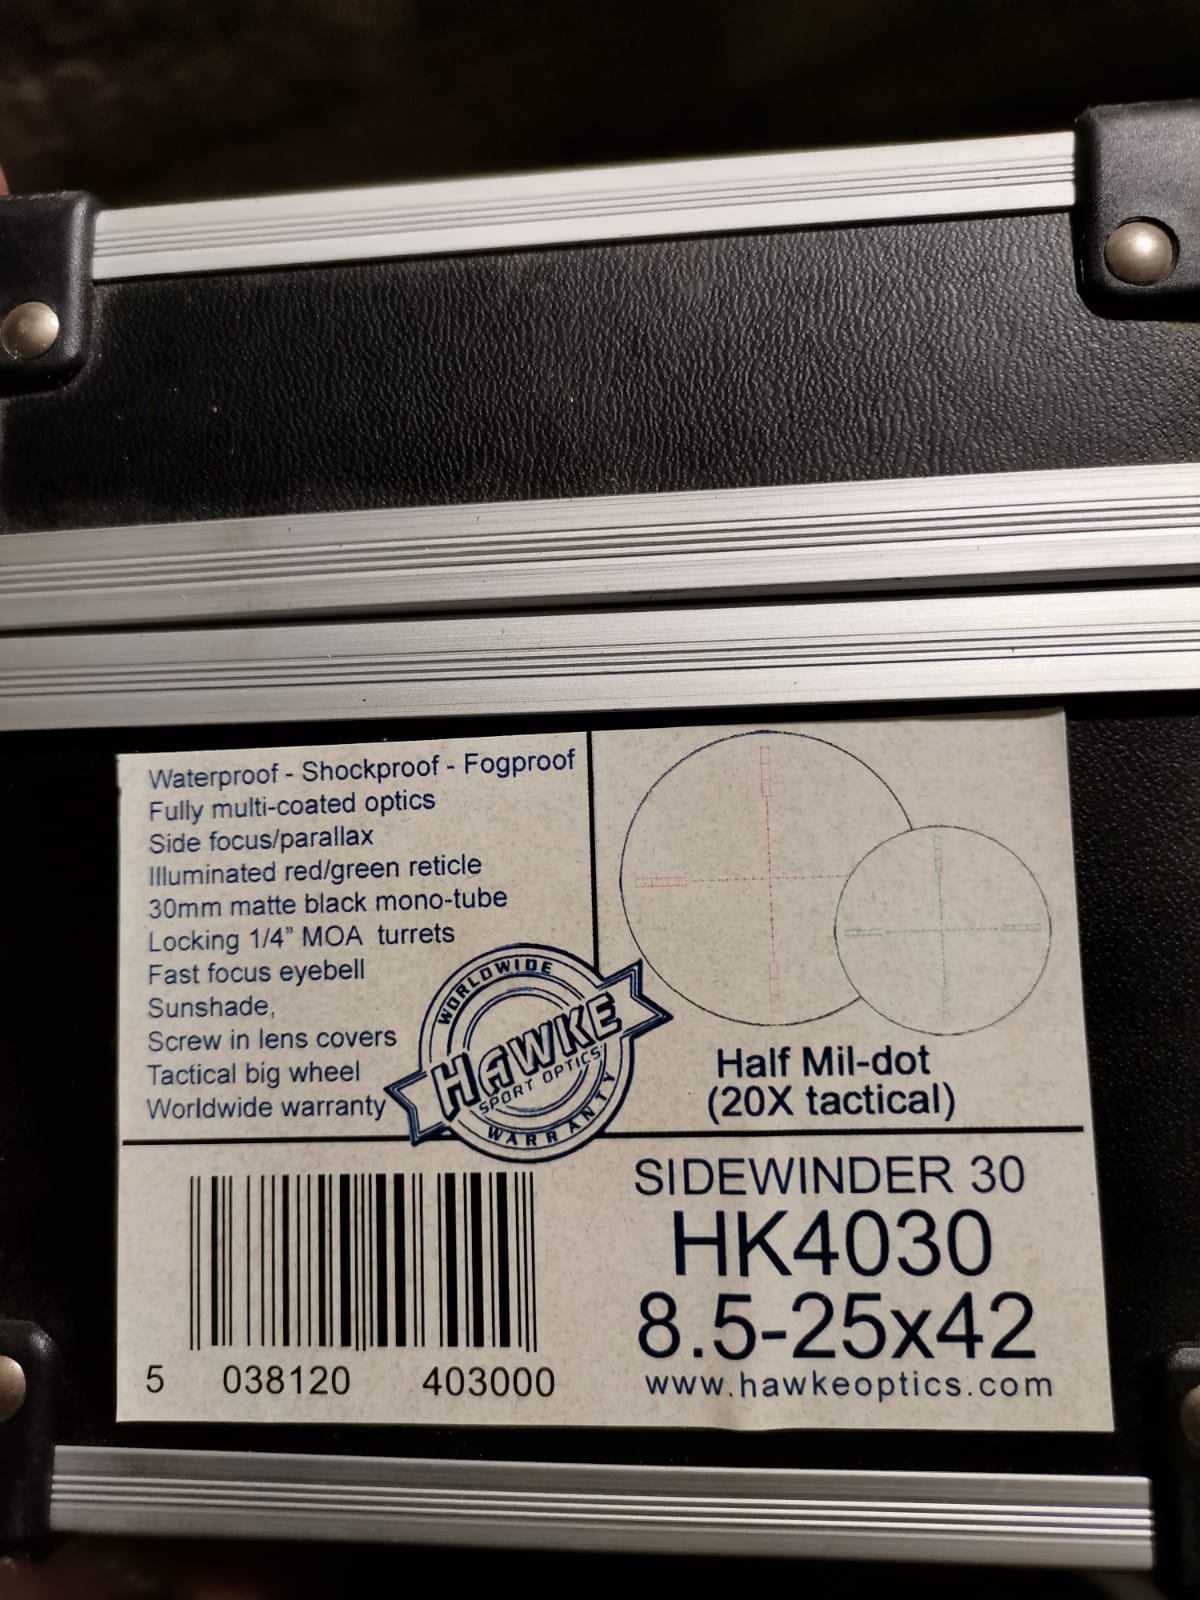 Waterproof - Shockproof - Fogproof
Fully multi-coated optics
Side focus/parallax
Illuminated red/green reticle
30mm matte black mono-tube
Locking 1/4" MOA turrets
Fast focus eyebell
Sunshade,
Screw in lens covers
Tactical big wheel
Worldwide warranty
WORLDWIDE
HAWKE
SPORT OPTICS
WARRANTY
Half Mil-dot
(20X tactical)
SIDEWINDER 30
HK4030
8.5-25x42
www.hawkeoptics.com
5 038120 403000